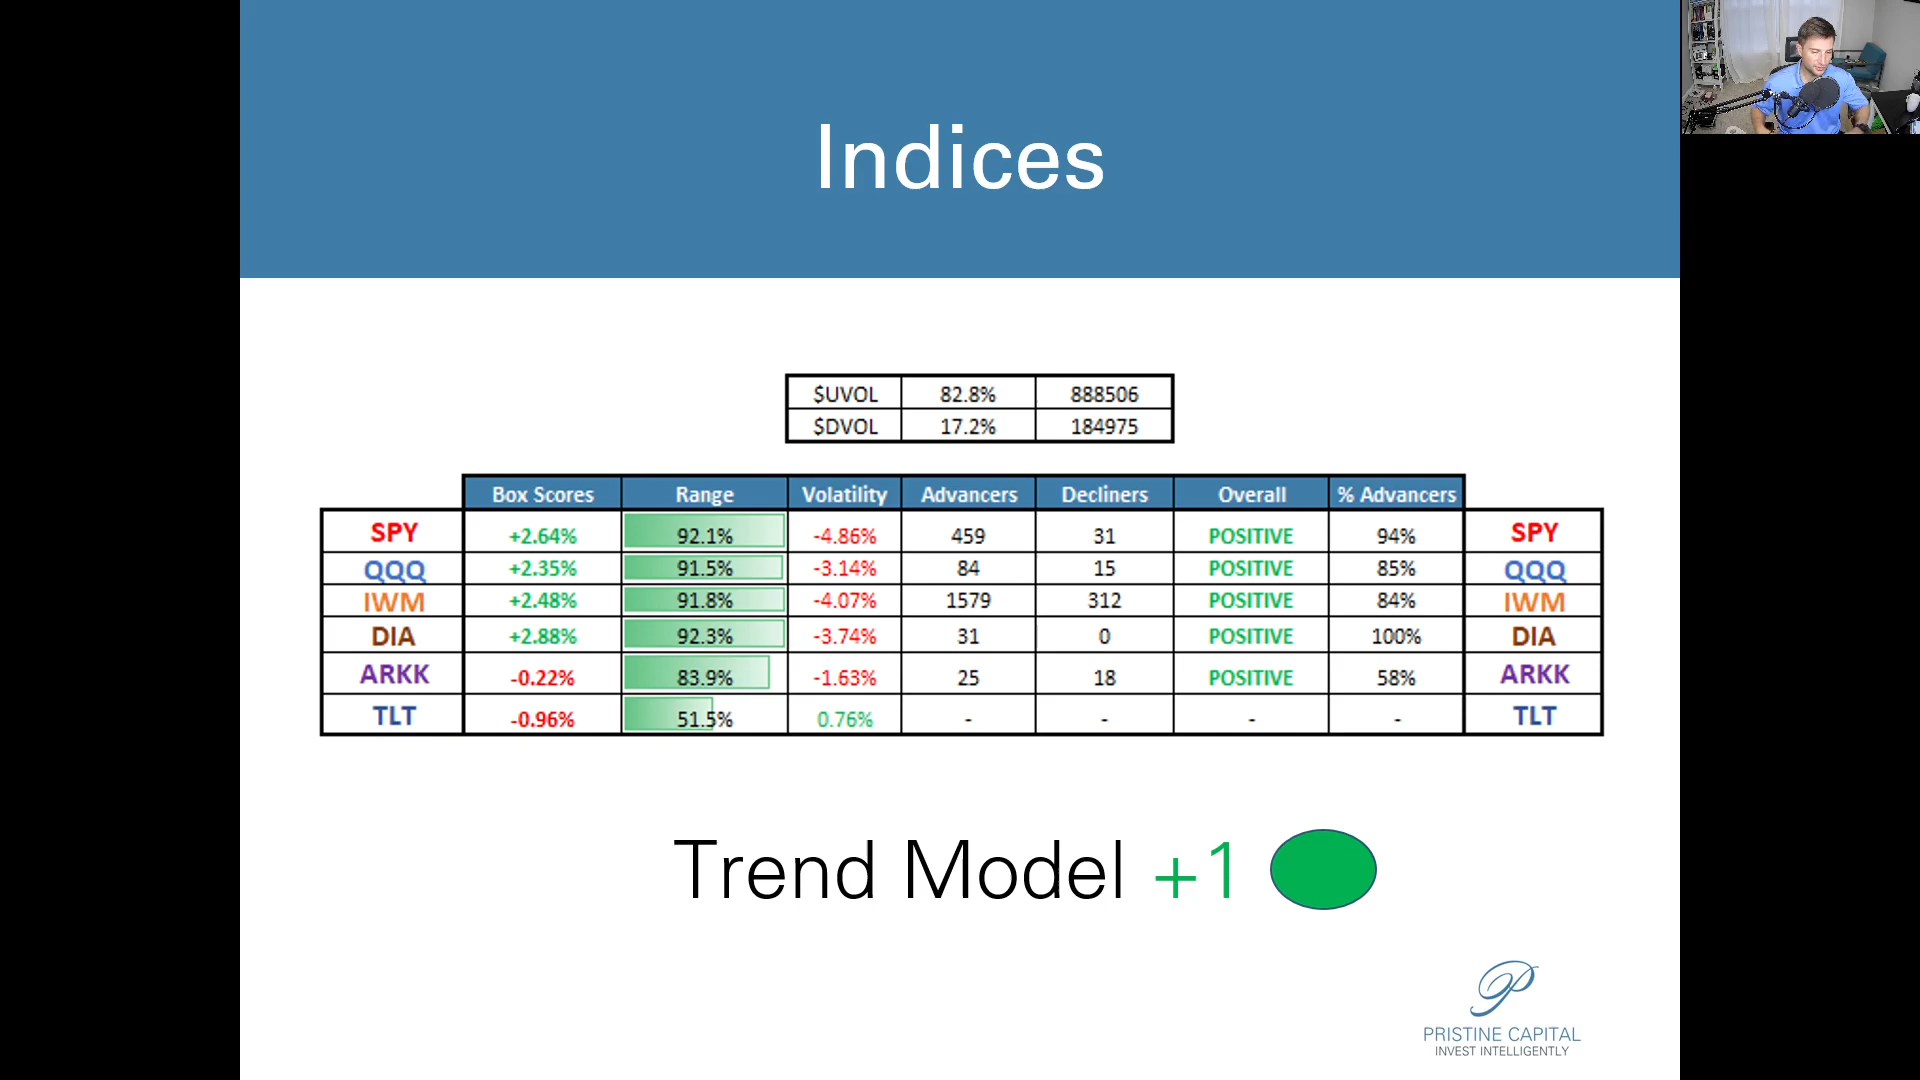 Indices
$UVOL 82.8% 888506
$DVOL 17.2% 184975
Box Scores Range Volatility Advancers Decliners Overall % Advancers
SPY +2.64% 92.1% -4.86% 459 31 POSITIVE 94% SPY
QQQ +2.35% 91.5% -3.14% 84 15 POSITIVE 85% QQQ
IWM +2.48% 91.8% -4.07% 1579 312 POSITIVE 84% IWM
DIA +2.88% 92.3% -3.74% 31 0 POSITIVE 100% DIA
ARKK -0.22% 83.9% -1.63% 25 18 POSITIVE 58% ARKK
TLT -0.96% 51.5% 0.76% - - - - TLT
Trend Model +1
PRISTINE CAPITAL
INVEST INTELLIGENTLY